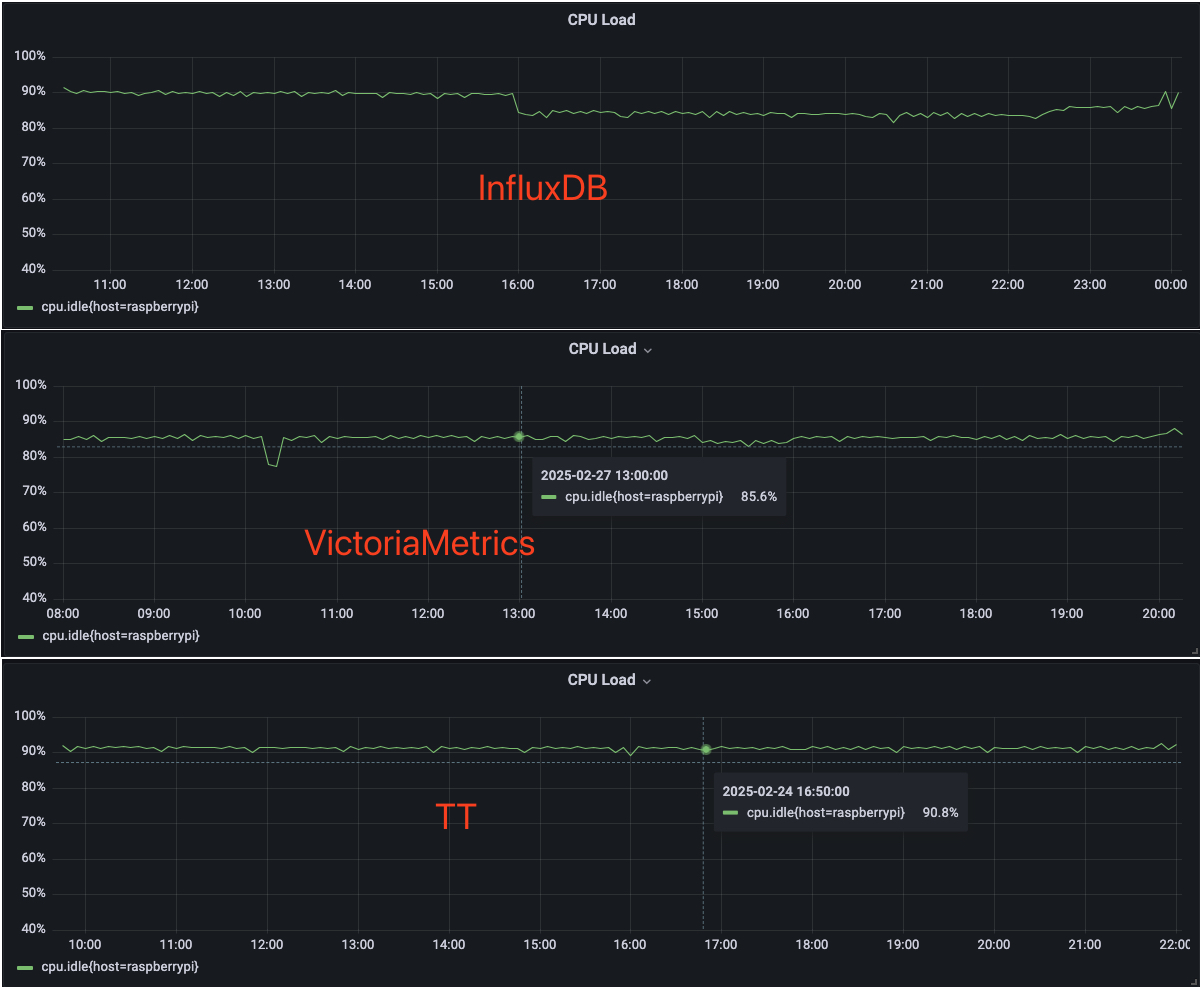 CPU Load
100%
90%
80%
70%
60%
50%
40%
11:00 12:00 13:00 14:00 15:00 16:00 17:00 18:00 19:00 20:00 21:00 22:00 23:00 00:00
cpu.idle{host=raspberrypi}
InfluxDB
CPU Load
100%
90%
80%
70%
60%
50%
40%
08:00 09:00 10:00 11:00 12:00 13:00 14:00 15:00 16:00 17:00 18:00 19:00 20:00
cpu.idle{host=raspberrypi}
2025-02-27 13:00:00
cpu.idle{host=raspberrypi} 85.6%
VictoriaMetrics
CPU Load
100%
90%
80%
70%
60%
50%
40%
10:00 11:00 12:00 13:00 14:00 15:00 16:00 17:00 18:00 19:00 20:00 21:00 22:00
cpu.idle{host=raspberrypi}
2025-02-24 16:50:00
cpu.idle{host=raspberrypi} 90.8%
TT